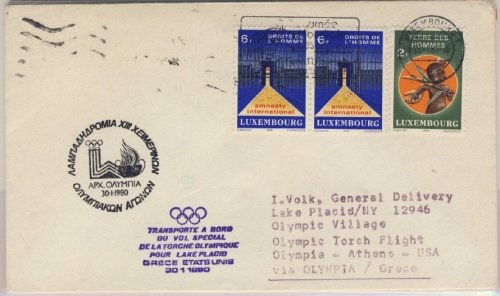 6F
DROITS DE
L'HOMME
amnesty
international
LUXEMBOURG
6F
DROITS DE
L'HOMME
amnesty
international
LUXEMBOURG
2F
TERRE DES
HOMMES
LUXEMBOURG
ΛΑΜΠΑΔΗΔΡΟΜΙΑ XIII ΧΕΙΜΕΡΙΝΩΝ
ΑΡΧ. ΟΛΥΜΠΙΑ
30·1·1980
ΟΛΥΜΠΙΑΚΩΝ ΑΓΩΝΩΝ
TRANSPORTE A BORD
DU VOL SPECIAL
DE LA TORCHE OLYMPIQUE
POUR LAKE PLACID
GRECE ETATS UNIS
30 1 1980
I.Volk, General Delivery
Lake Placid/NY 12946
Olympic Village
Olympic Torch Flight
Olympia - Athens - USA
via OLYMPIA / Grece